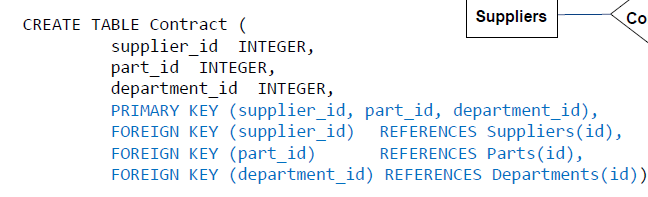 Suppliers
Co
CREATE TABLE Contract (
supplier_id INTEGER,
part_id INTEGER,
department_id INTEGER,
PRIMARY KEY (supplier_id, part_id, department_id),
FOREIGN KEY (supplier_id) REFERENCES Suppliers(id),
FOREIGN KEY (part_id) REFERENCES Parts(id),
FOREIGN KEY (department_id) REFERENCES Departments(id))